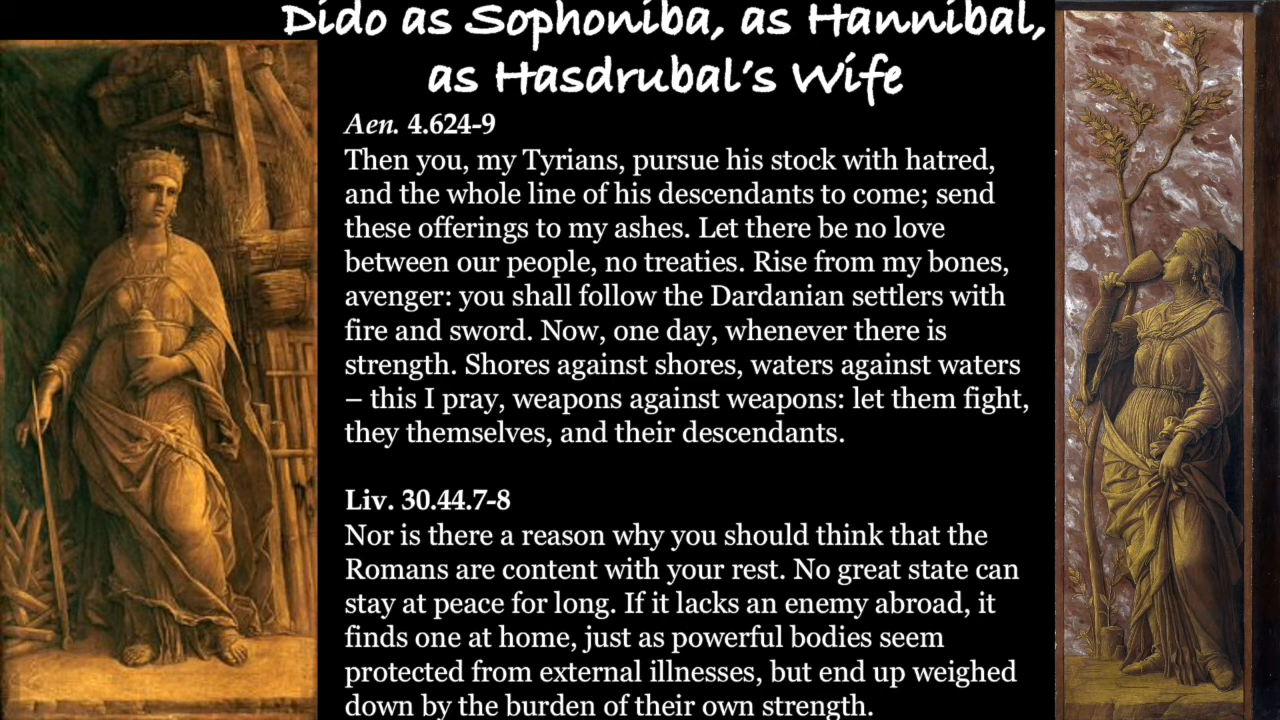 Dido as Sophoniba, as Hannibal,
as Hasdrubal's Wife
Aen. 4.624-9
Then you, my Tyrians, pursue his stock with hatred,
and the whole line of his descendants to come; send
these offerings to my ashes. Let there be no love
between our people, no treaties. Rise from my bones,
avenger: you shall follow the Dardanian settlers with
fire and sword. Now, one day, whenever there is
strength. Shores against shores, waters against waters
– this I pray, weapons against weapons: let them fight,
they themselves, and their descendants.
Liv. 30.44.7-8
Nor is there a reason why you should think that the
Romans are content with your rest. No great state can
stay at peace for long. If it lacks an enemy abroad, it
finds one at home, just as powerful bodies seem
protected from external illnesses, but end up weighed
down by the burden of their own strength.